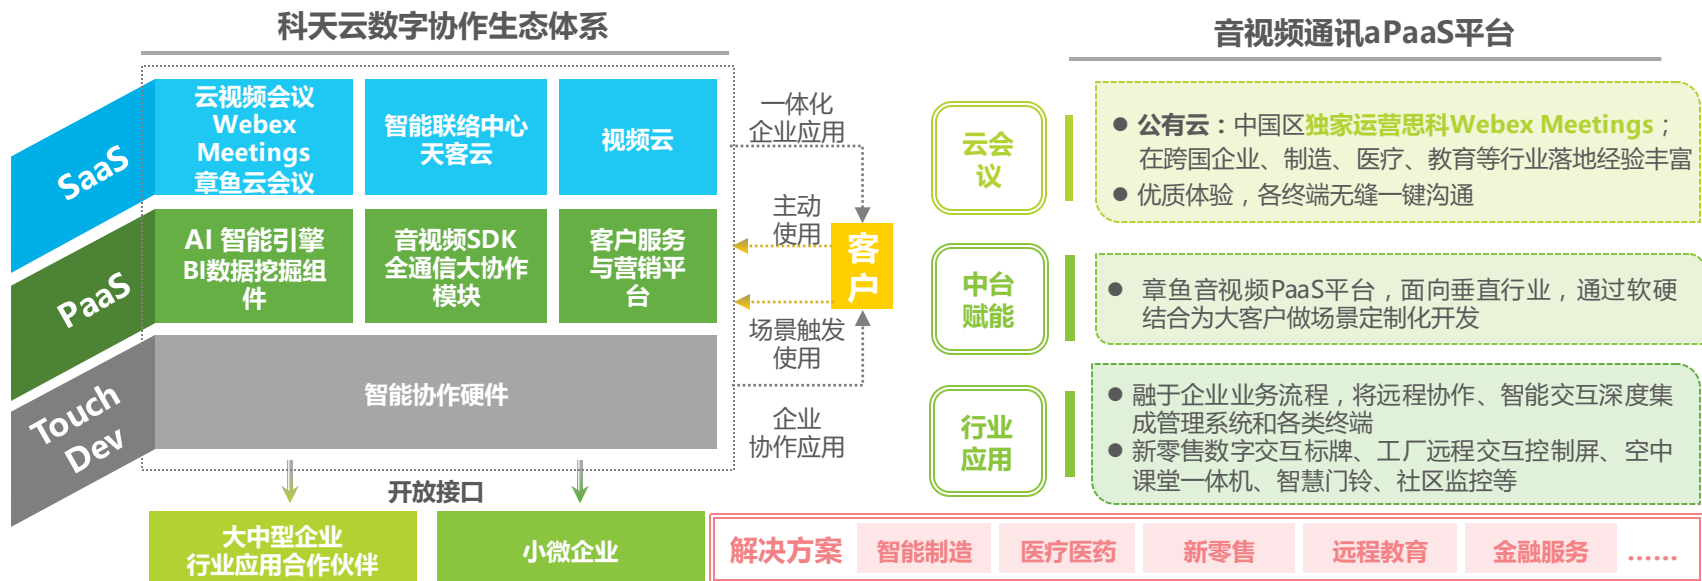 科天云数字协作生态体系
SaaS
云视频会议
Webex
Meetings
章鱼云会议
智能联络中心
天客云
视频云
PaaS
AI 智能引擎
BI数据挖掘组
件
音视频SDK
全通信大协作
模块
客户服务
与营销平
台
Touch
Dev
智能协作硬件
一体化
企业应用
主动
使用
客
户
场景触发
使用
企业
协作应用
开放接口
大中型企业
行业应用合作伙伴
小微企业
音视频通讯aPaaS平台
云会
议
● 公有云：中国区独家运营思科Webex Meetings；
在跨国企业、制造、医疗、教育等行业落地经验丰富
● 优质体验，各终端无缝一键沟通
中台
赋能
● 章鱼音视频PaaS平台，面向垂直行业，通过软硬
结合为大客户做场景定制化开发
行业
应用
● 融于企业业务流程，将远程协作、智能交互深度集
成管理系统和各类终端
● 新零售数字交互标牌、工厂远程交互控制屏、空中
课堂一体机、智慧门铃、社区监控等
解决方案 智能制造 医疗医药 新零售 远程教育 金融服务 ……